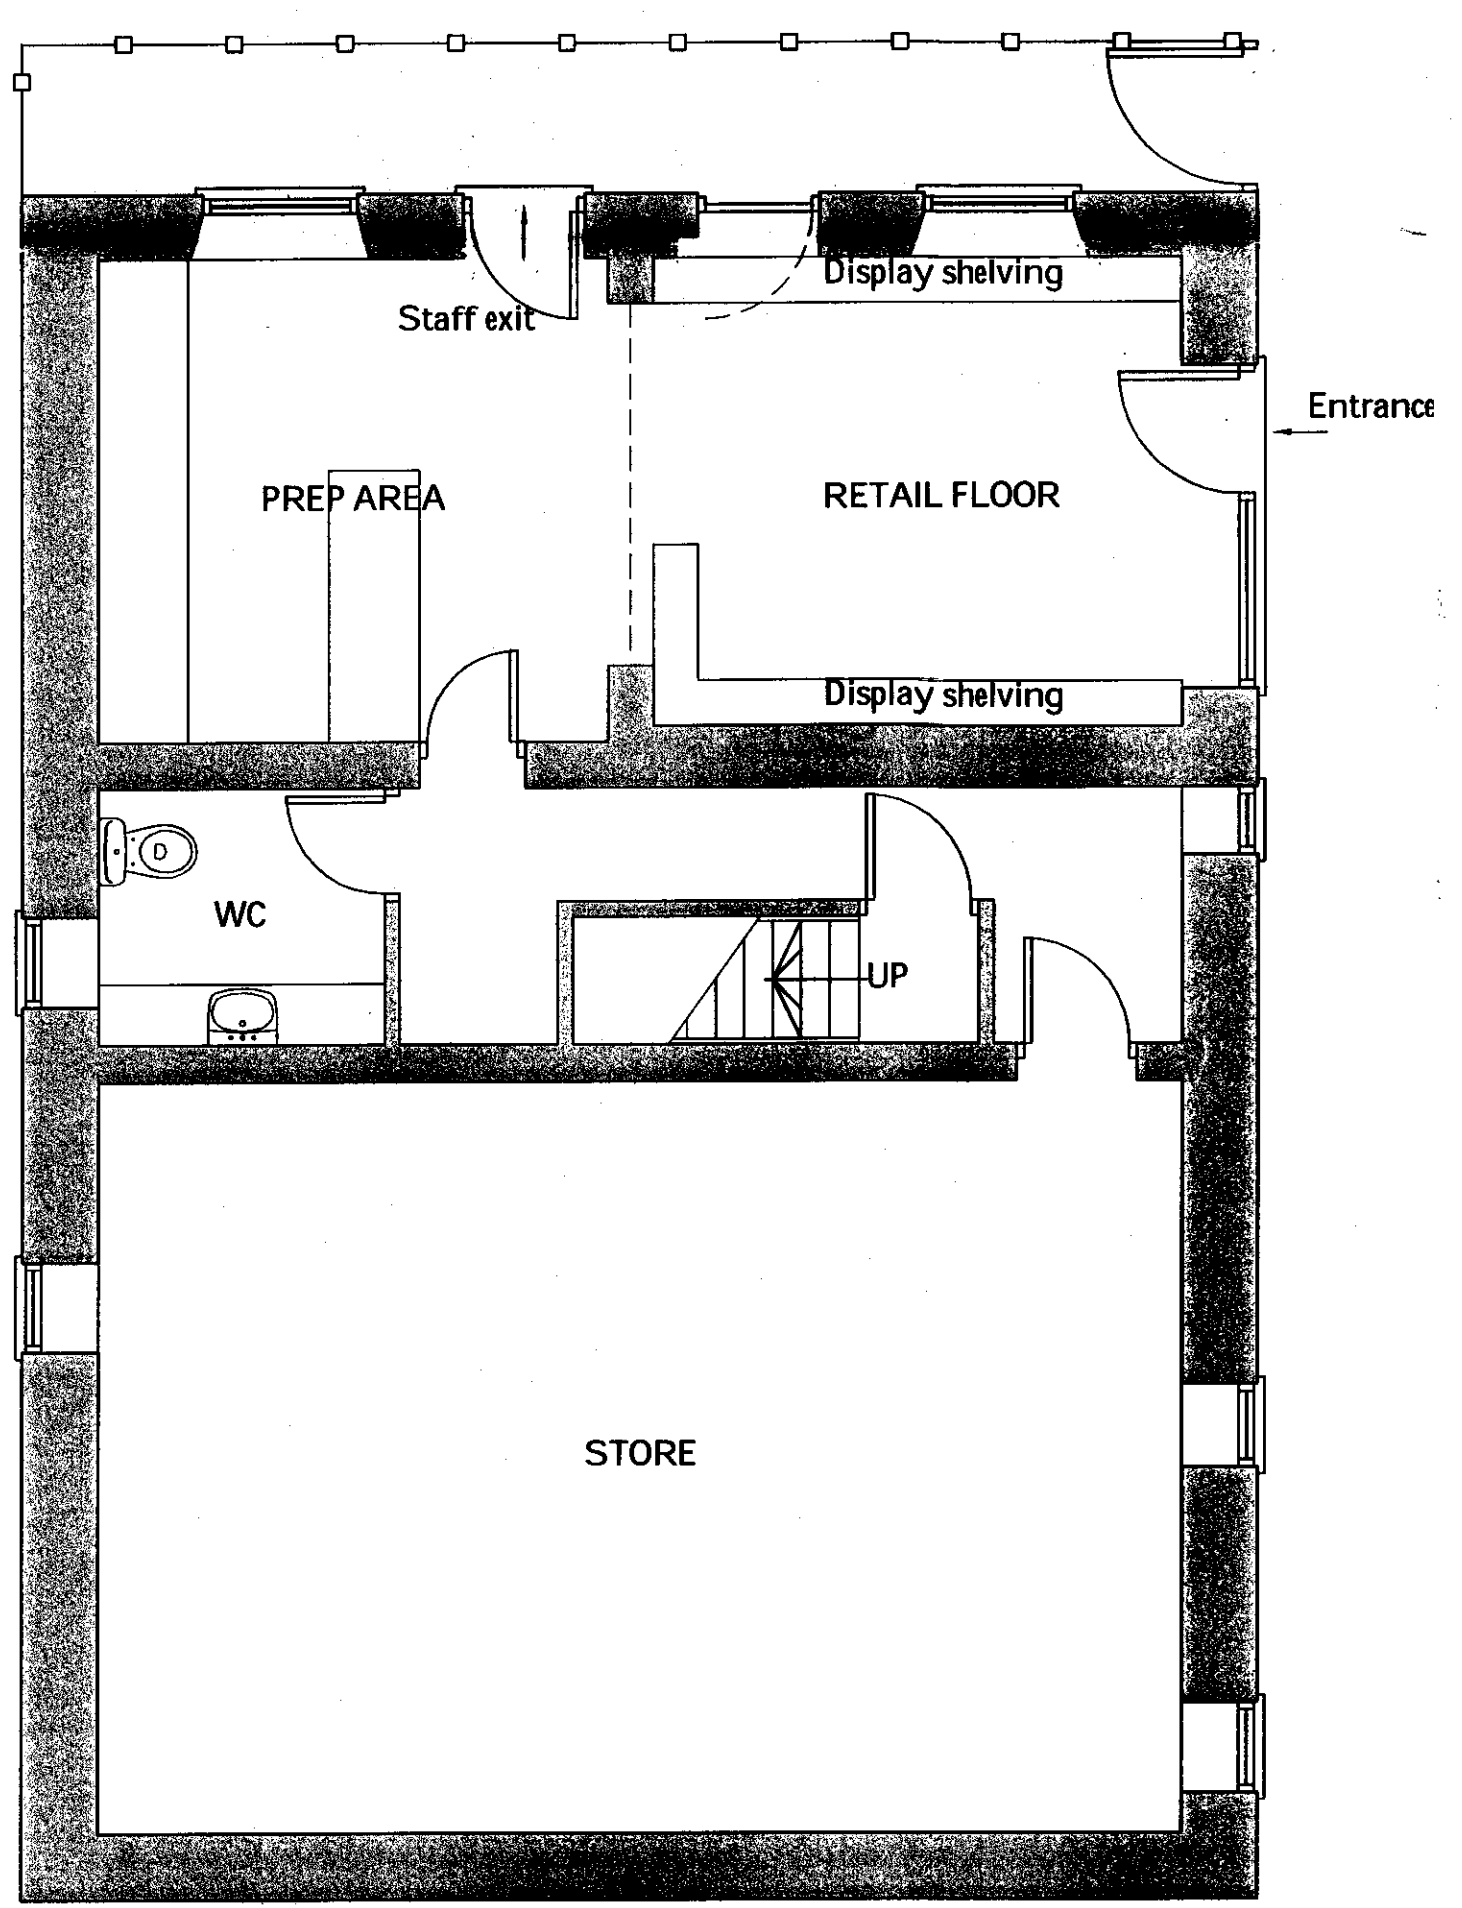 Display shelving
Staff exit
Entrance
PREP AREA
RETAIL FLOOR
Display shelving
WC
UP
STORE